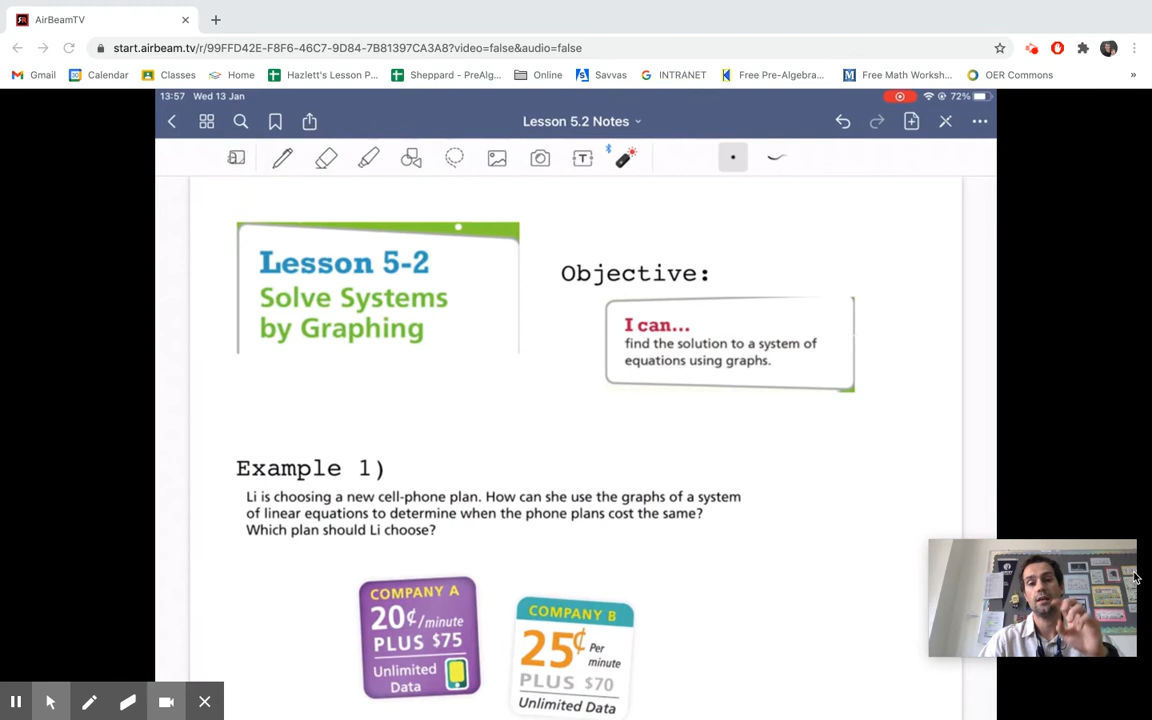 AirBeamTV
start.airbeam.tv/r/99FFD42E-F8F6-46C7-9D84-7B81397CA3A8?video=false&audio=false
Gmail
Calendar
Classes
Home
Hazlett's Lesson P...
Sheppard - PreAlg...
Online
Savvas
INTRANET
Free Pre-Algebra...
Free Math Worksh...
OER Commons
»
13:57 Wed 13 Jan
72%
Lesson 5.2 Notes
Lesson 5-2
Solve Systems
by Graphing
Objective:
I can...
find the solution to a system of
equations using graphs.
Example 1)
Li is choosing a new cell-phone plan. How can she use the graphs of a system
of linear equations to determine when the phone plans cost the same?
Which plan should Li choose?
COMPANY A
20¢/minute
PLUS $75
Unlimited
Data
COMPANY B
25¢ Per
minute
PLUS $70
Unlimited Data